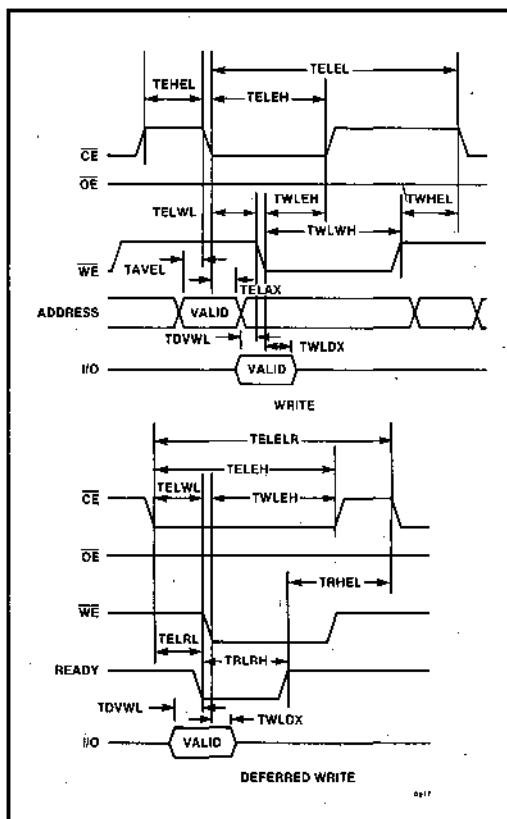 TELEL
TEHEL
TELEH
CE
OE
TELWL
TWLEH
TWHEL
TWLWH
WE
TAVEL
TELAX
ADDRESS
VALID
TDVWL
TWLDX
I/O
VALID
WRITE
TELELR
TELEH
TELWL
TWLEH
CE
OE
TRHEL
WE
TELRL
TRLRH
READY
TDVWL
TWLDX
I/O
VALID
DEFERRED WRITE